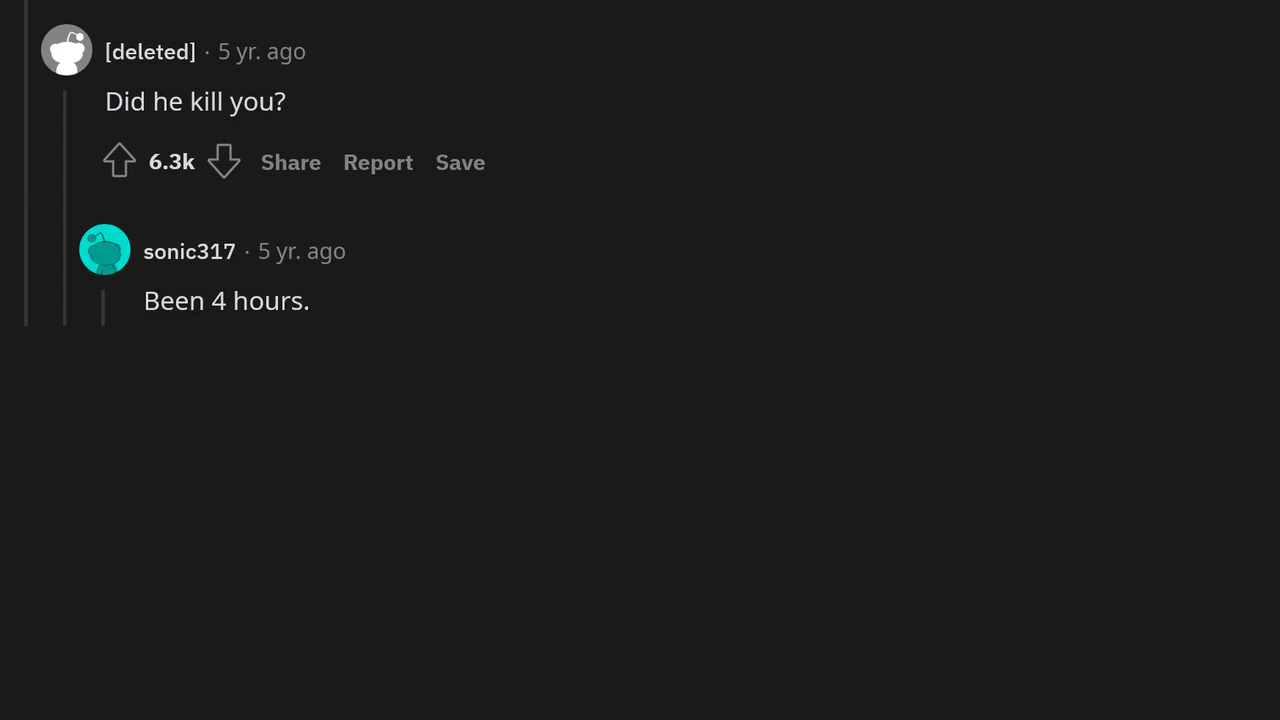 [deleted] · 5 yr. ago
Did he kill you?
6.3k Share Report Save
sonic317 · 5 yr. ago
Been 4 hours.